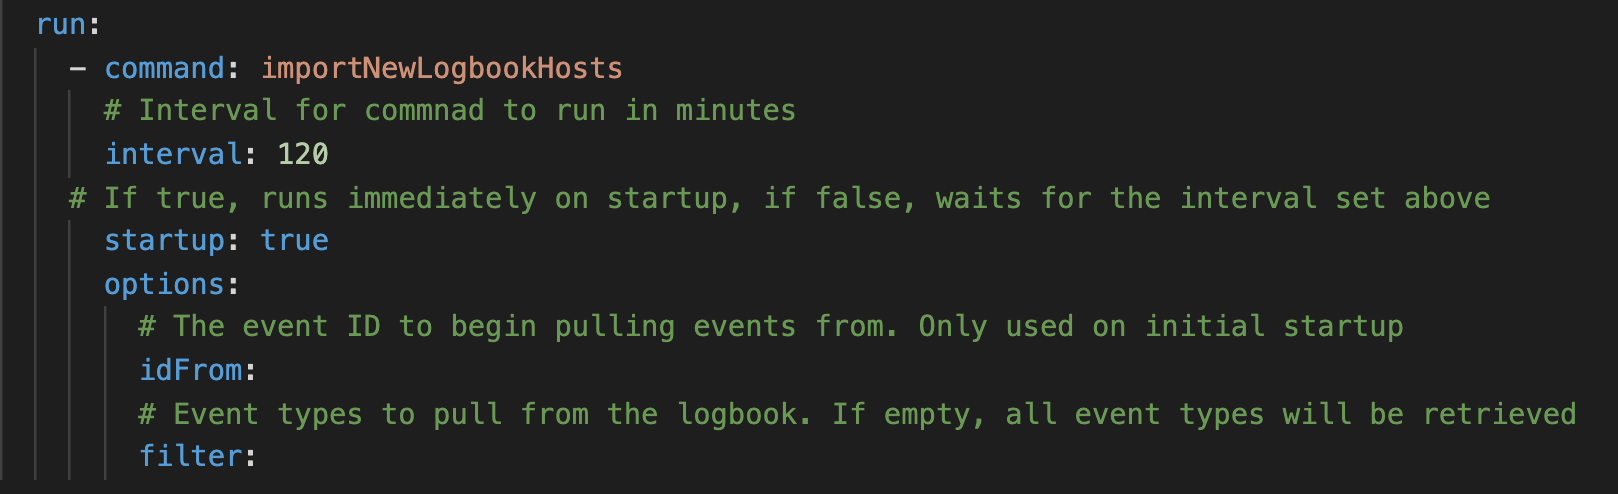 run:
- command: importNewLogbookHosts
# Interval for commnad to run in minutes
interval: 120
# If true, runs immediately on startup, if false, waits for the interval set above
startup: true
options:
# The event ID to begin pulling events from. Only used on initial startup
idFrom:
# Event types to pull from the logbook. If empty, all event types will be retrieved
filter: